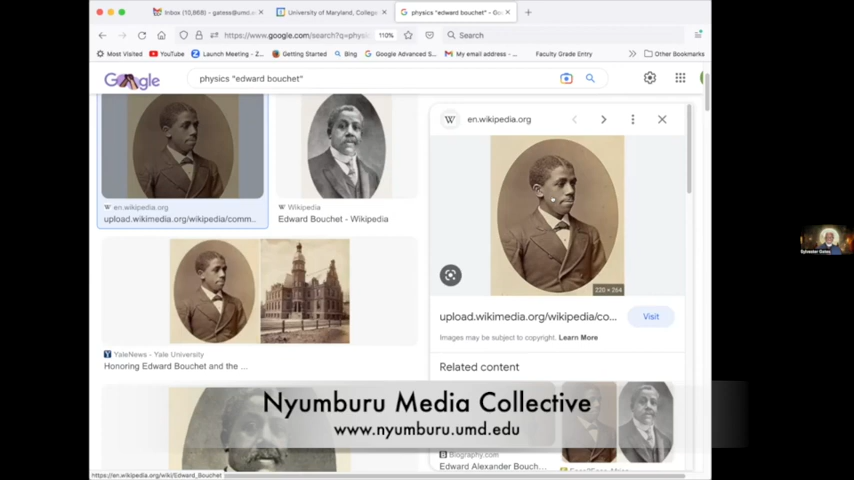 Inbox (10,868) - gatess@umd.
University of Maryland, College
physics "edward bouchet" - Goo
https://www.google.com/search?q=physic
110%
Search
Most Visited
YouTube
Launch Meeting - Z...
Getting Started
Bing
Google Advanced S...
My email address - ...
Faculty Grade Entry
Other Bookmarks
physics "edward bouchet"
en.wikipedia.org
en.wikipedia.org
upload.wikimedia.org/wikipedia/comm...
Wikipedia
Edward Bouchet - Wikipedia
220 × 264
upload.wikimedia.org/wikipedia/co...
Visit
Images may be subject to copyright. Learn More
YaleNews - Yale University
Honoring Edward Bouchet and the ...
Related content
Nyumburu Media Collective
www.nyumburu.umd.edu
Biography.com
Edward Alexander Bouch...
https://en.wikipedia.org/wiki/Edward_Bouchet
Sylvester Gates